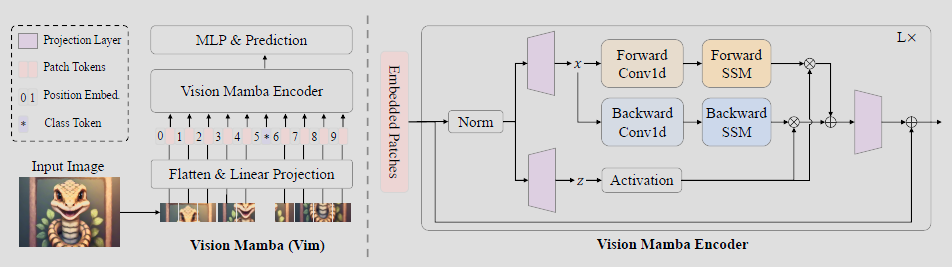 Projection Layer
Patch Tokens
0 1 Position Embed.
* Class Token
Input Image
MLP & Prediction
Vision Mamba Encoder
0 1 2 3 4 5 * 6 7 8 9
Flatten & Linear Projection
Vision Mamba (Vim)
Embedded Patches
L×
Norm
x
Forward
Conv1d
Forward
SSM
Backward
Conv1d
Backward
SSM
z
Activation
Vision Mamba Encoder